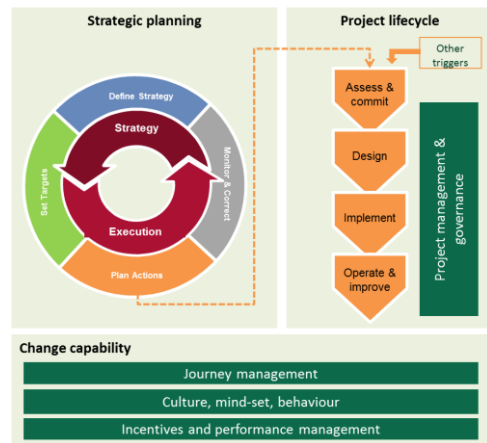 Strategic planning
Define Strategy
Strategy
Set Targets
Monitor & Correct
Execution
Plan Actions
Project lifecycle
Other
triggers
Assess &
commit
Design
Implement
Operate &
improve
Project management &
governance
Change capability
Journey management
Culture, mind-set, behaviour
Incentives and performance management